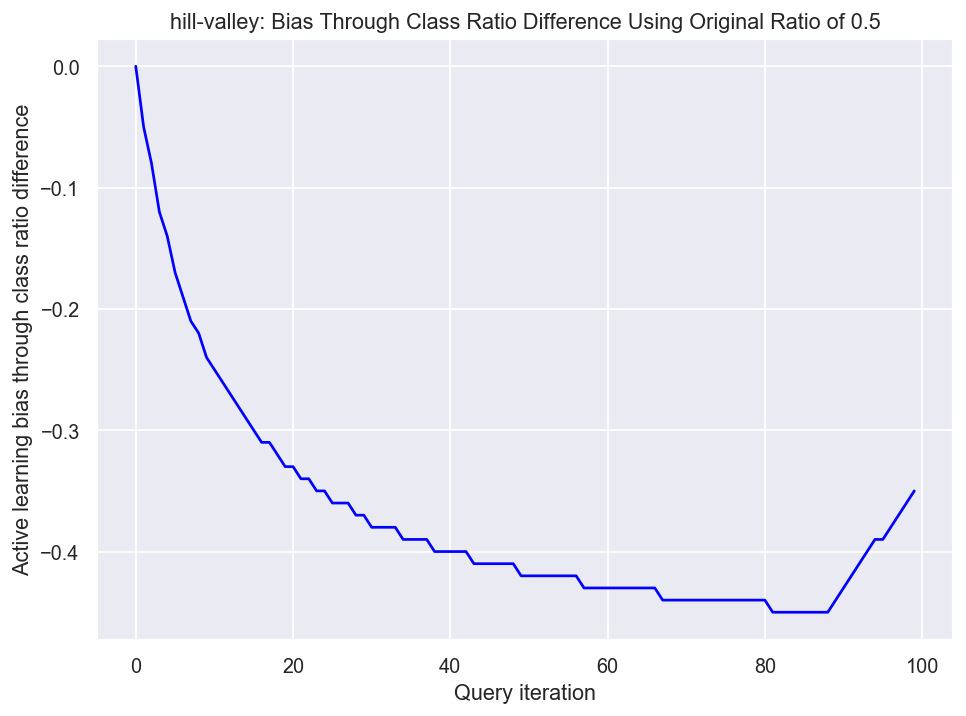 hill-valley: Bias Through Class Ratio Difference Using Original Ratio of 0.5
Active learning bias through class ratio difference
0.0
−0.1
−0.2
−0.3
−0.4
0 20 40 60 80 100
Query iteration